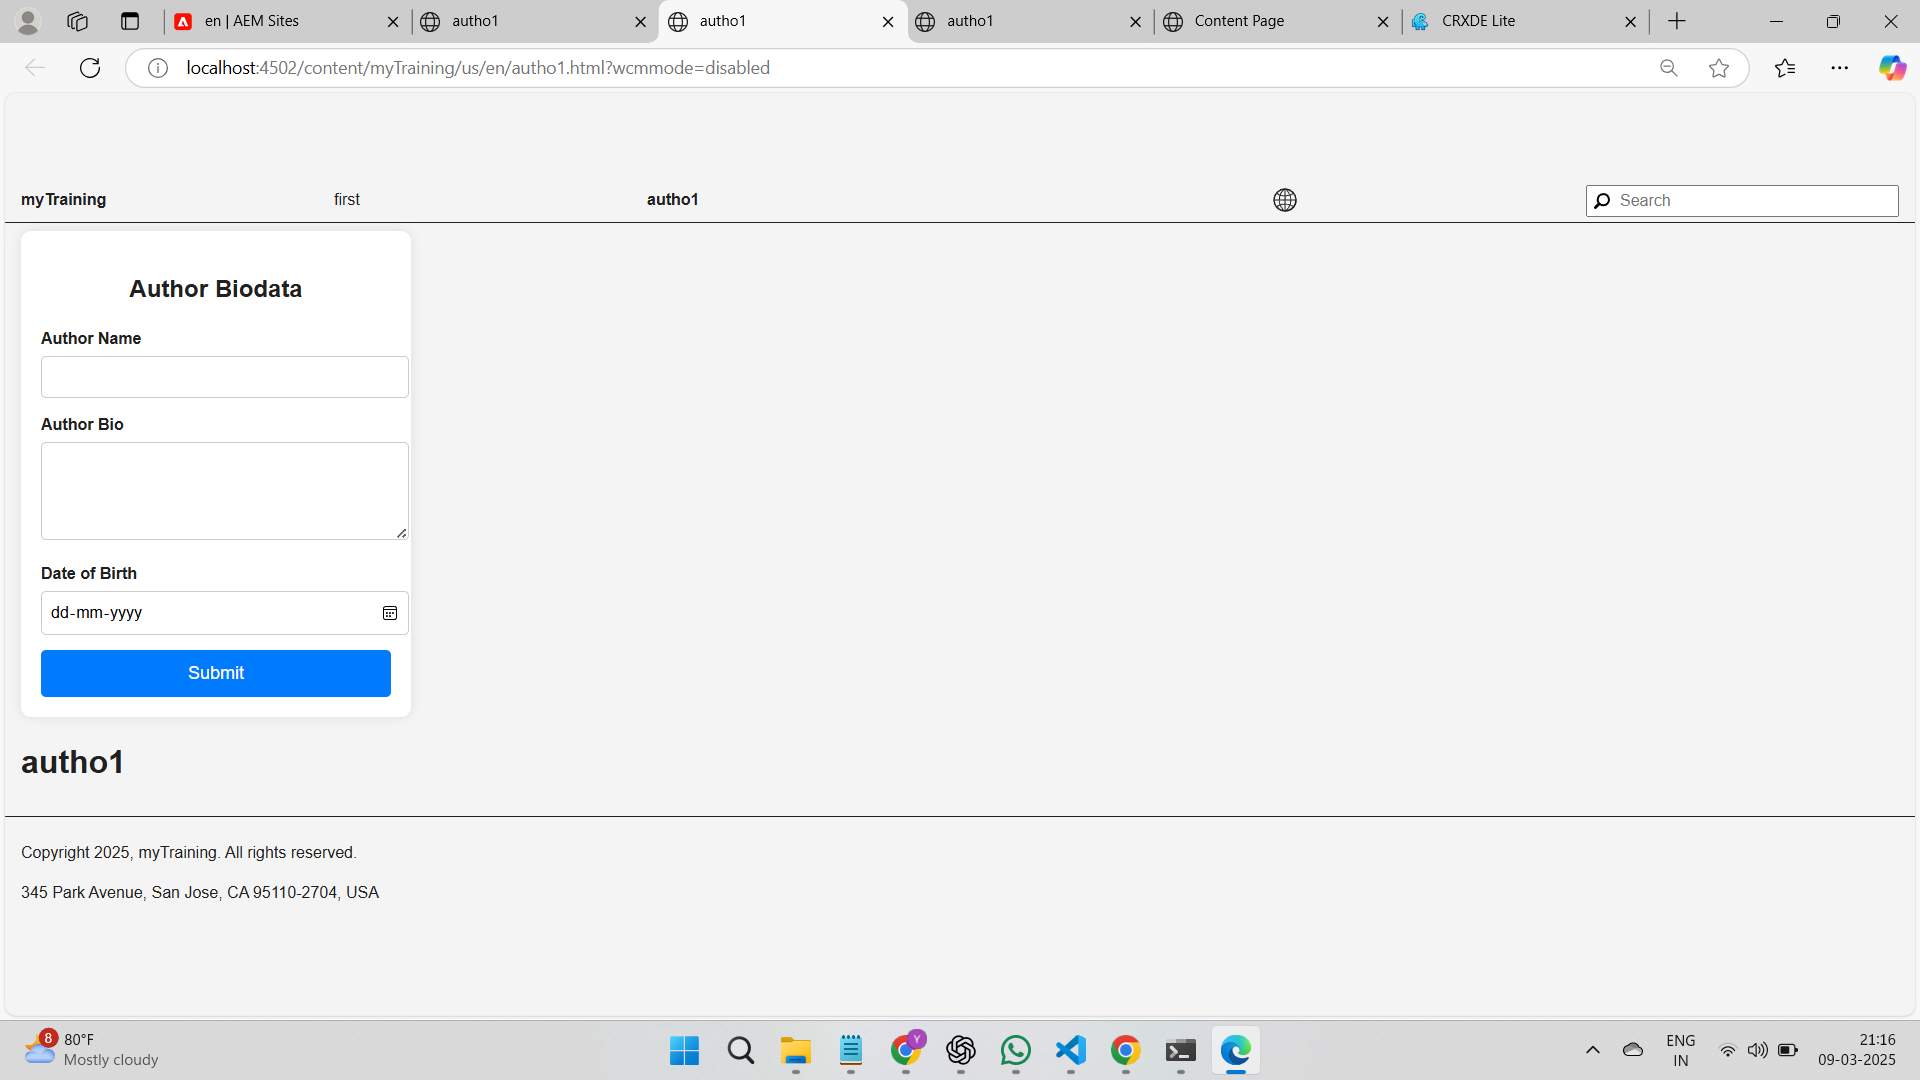 en | AEM Sites
autho1
autho1
autho1
Content Page
CRXDE Lite
localhost:4502/content/myTraining/us/en/autho1.html?wcmmode=disabled
myTraining
first
autho1
Search
Author Biodata
Author Name
Author Bio
Date of Birth
dd-mm-yyyy
Submit
autho1
Copyright 2025, myTraining. All rights reserved.
345 Park Avenue, San Jose, CA 95110-2704, USA
8
80°F
Mostly cloudy
Y
ENG
IN
21:16
09-03-2025